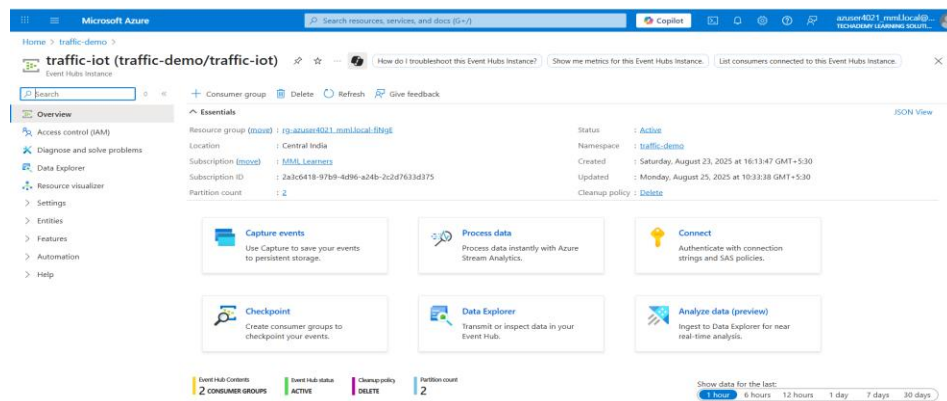 Microsoft Azure
Search resources, services, and docs (G+/)
Copilot
azuser4021_mml.local@...
TECHADEMY LEARNING SOLUTI...
Home > traffic-demo >
traffic-iot (traffic-demo/traffic-iot)
Event Hubs Instance
How do I troubleshoot this Event Hubs Instance?
Show me metrics for this Event Hubs Instance.
List consumers connected to this Event Hubs Instance.
Search
+ Consumer group Delete Refresh Give feedback
Overview
Access control (IAM)
Diagnose and solve problems
Data Explorer
Resource visualizer
> Settings
> Entities
> Features
> Automation
> Help
Essentials
JSON View
Resource group (move) : rg-azuser4021_mml.local-fiNgE
Location : Central India
Subscription (move) : MML Learners
Subscription ID : 2a3c6418-97b9-4d96-a24b-2c2d7633d375
Partition count : 2
Status : Active
Namespace : traffic-demo
Created : Saturday, August 23, 2025 at 16:13:47 GMT+5:30
Updated : Monday, August 25, 2025 at 10:33:38 GMT+5:30
Cleanup policy : Delete
Capture events
Use Capture to save your events
to persistent storage.
Process data
Process data instantly with Azure
Stream Analytics.
Connect
Authenticate with connection
strings and SAS policies.
Checkpoint
Create consumer groups to
checkpoint your events.
Data Explorer
Transmit or inspect data in your
Event Hub.
Analyze data (preview)
Ingest to Data Explorer for near
real-time analysis.
Event Hub Contents
2 CONSUMER GROUPS
Event Hub status
ACTIVE
Cleanup policy
DELETE
Partition count
2
Show data for the last:
1 hour 6 hours 12 hours 1 day 7 days 30 days